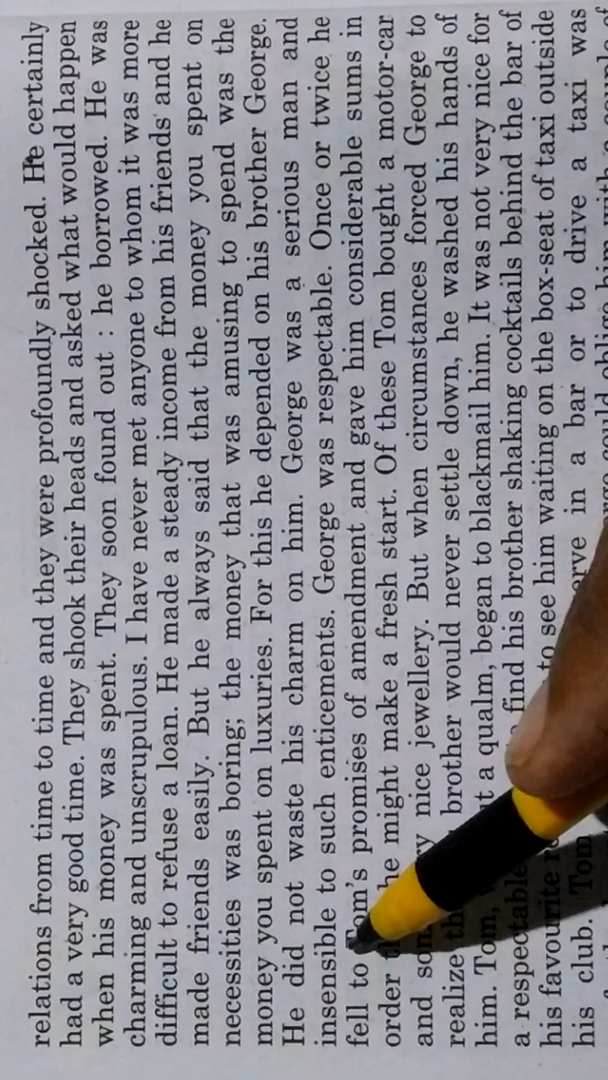 relations from time to time and they were profoundly shocked. He certainly
had a very good time. They shook their heads and asked what would happen
when his money was spent. They soon found out : he borrowed. He was
charming and unscrupulous. I have never met anyone to whom it was more
difficult to refuse a loan. He made a steady income from his friends and he
made friends easily. But he always said that the money you spent on
necessities was boring; the money that was amusing to spend was the
money you spent on luxuries. For this he depended on his brother George.
He did not waste his charm on him. George was a serious man and
insensible to such enticements. George was respectable. Once or twice he
fell to Tom's promises of amendment and gave him considerable sums in
order he might make a fresh start. Of these Tom bought a motor-car
and nice jewellery. But when circumstances forced George to
realize brother would never settle down, he washed his hands of
him. Tom, a qualm, began to blackmail him. It was not very nice for
a respectable find his brother shaking cocktails behind the bar of
his favourite to see him waiting on the box-seat of taxi outside
his club. Tom in a bar or to drive a taxi was